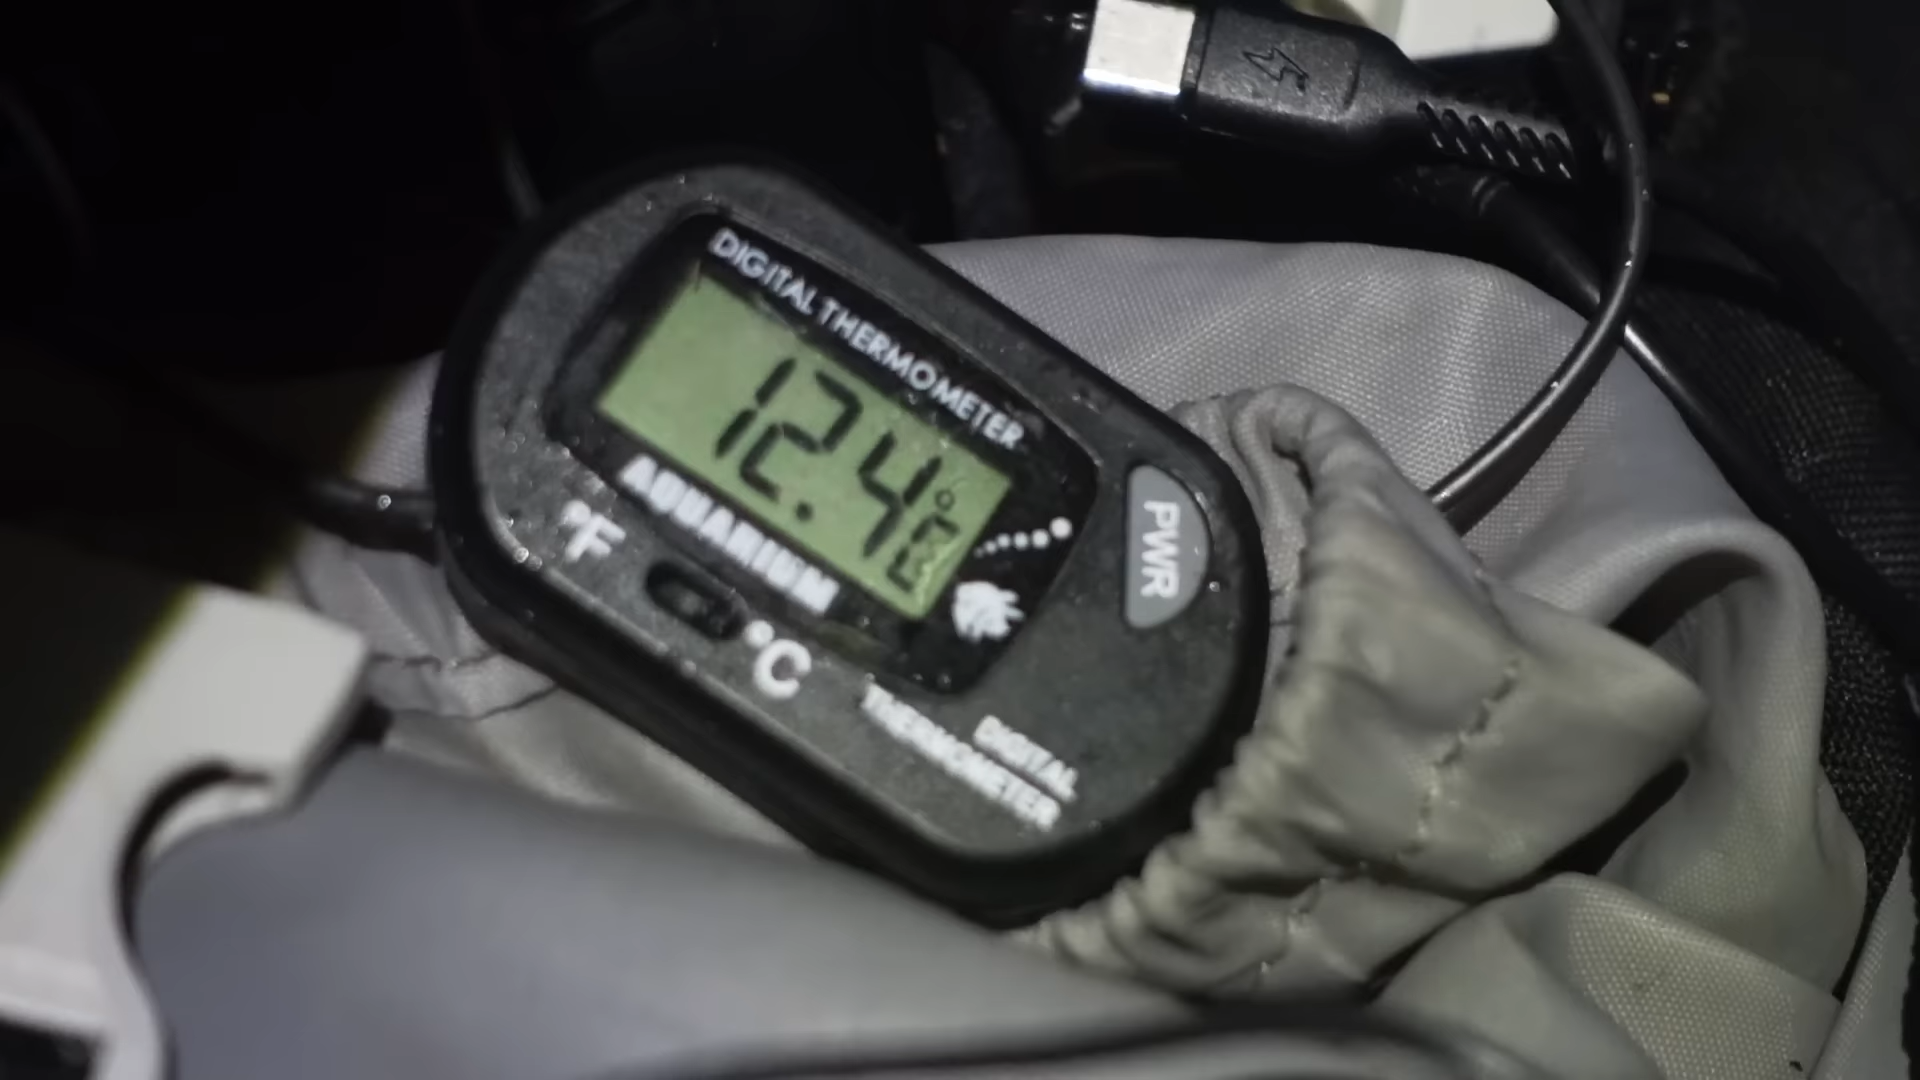 DIGITAL THERMOMETER
12.4°C
AQUARIUM
°F
°C
PWR
DIGITAL
THERMOMETER